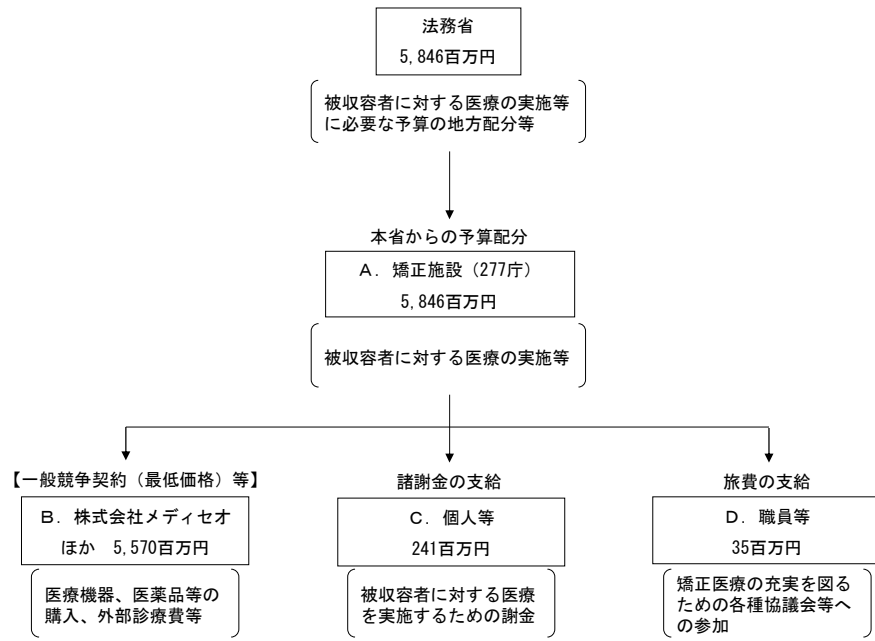 法務省
5,846百万円
被収容者に対する医療の実施等
に必要な予算の地方配分等
本省からの予算配分
A．矯正施設（277庁）
5,846百万円
被収容者に対する医療の実施等
【一般競争契約（最低価格）等】
B．株式会社メディセオ
ほか　5,570百万円
医療機器、医薬品等の
購入、外部診療費等
諸謝金の支給
C．個人等
241百万円
被収容者に対する医療
を実施するための謝金
旅費の支給
D．職員等
35百万円
矯正医療の充実を図る
ための各種協議会等へ
の参加